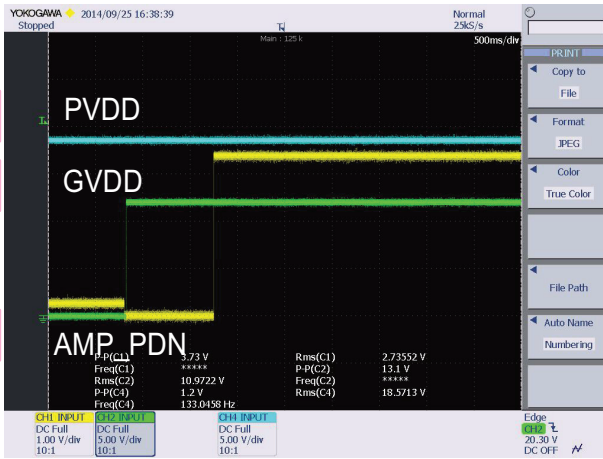 YOKOGAWA 2014/09/25 16:38:39
Stopped
Normal
25kS/s
Main : 125 k
500ms/div
PRINT
Copy to
File
Format
JPEG
Color
True Color
File Path
Auto Name
Numbering
PVDD
GVDD
AMP_PDN
P-P(C1) 3.73 V Rms(C1) 2.73552 V
Freq(C1) ***** P-P(C2) 13.1 V
Rms(C2) 10.9722 V Freq(C2) *****
P-P(C4) 1.2 V Rms(C4) 18.5713 V
Freq(C4) 133.0458 Hz
CH1 INPUT CH2 INPUT CH4 INPUT
DC Full DC Full DC Full
1.00 V/div 5.00 V/div 5.00 V/div
10:1 10:1 10:1
Edge
CH2
20.30 V
DC OFF